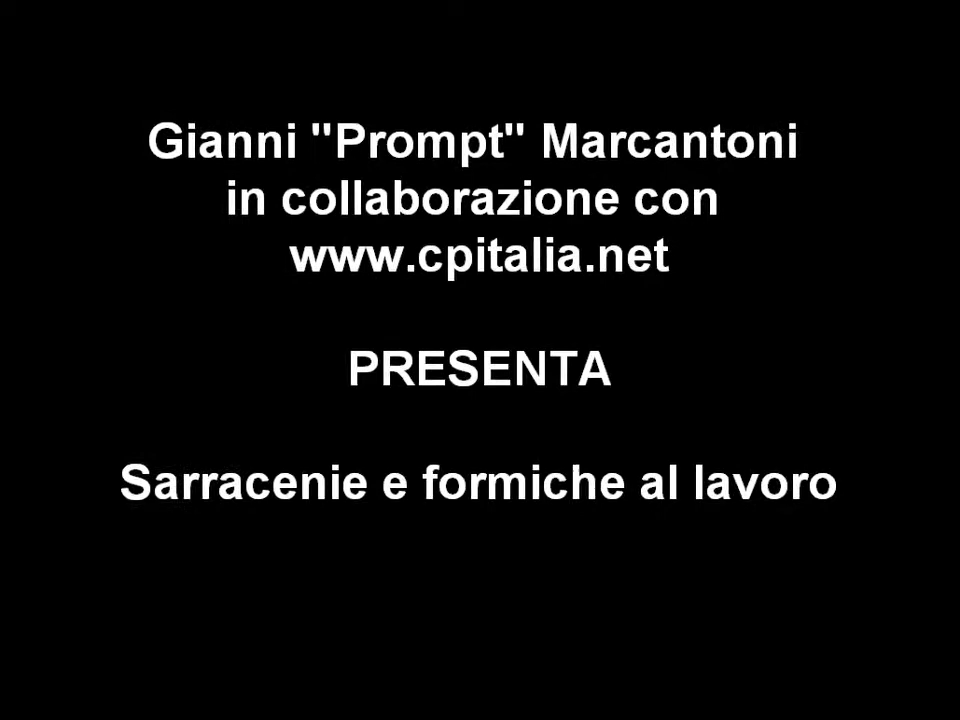 Gianni "Prompt" Marcantoni
in collaborazione con
www.cpitalia.net
PRESENTA
Sarracenie e formiche al lavoro